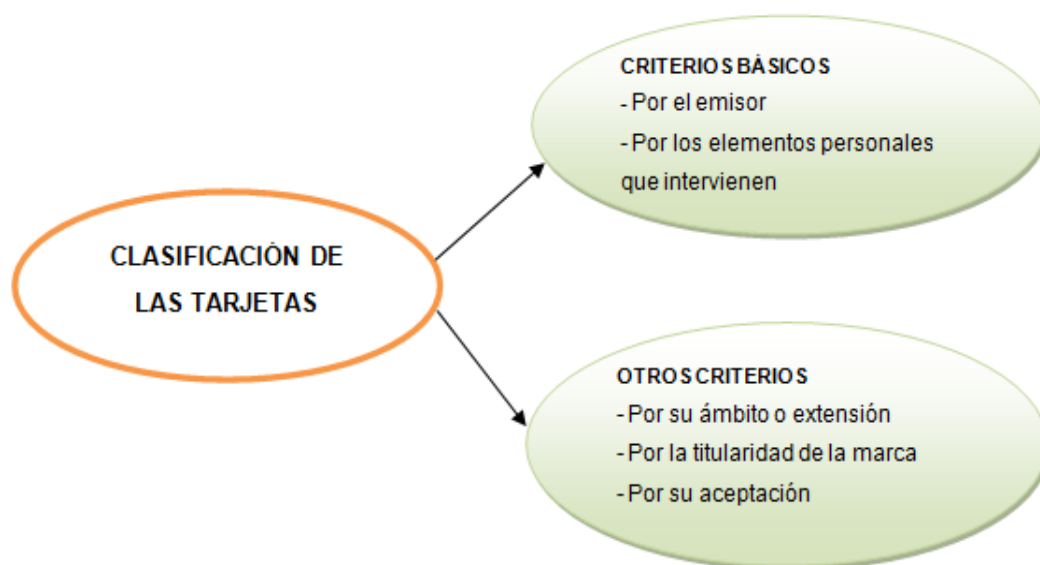 CLASIFICACIÓN DE
LAS TARJETAS
CRITERIOS BÁSICOS
- Por el emisor
- Por los elementos personales
que intervienen
OTROS CRITERIOS
- Por su ámbito o extensión
- Por la titularidad de la marca
- Por su aceptación